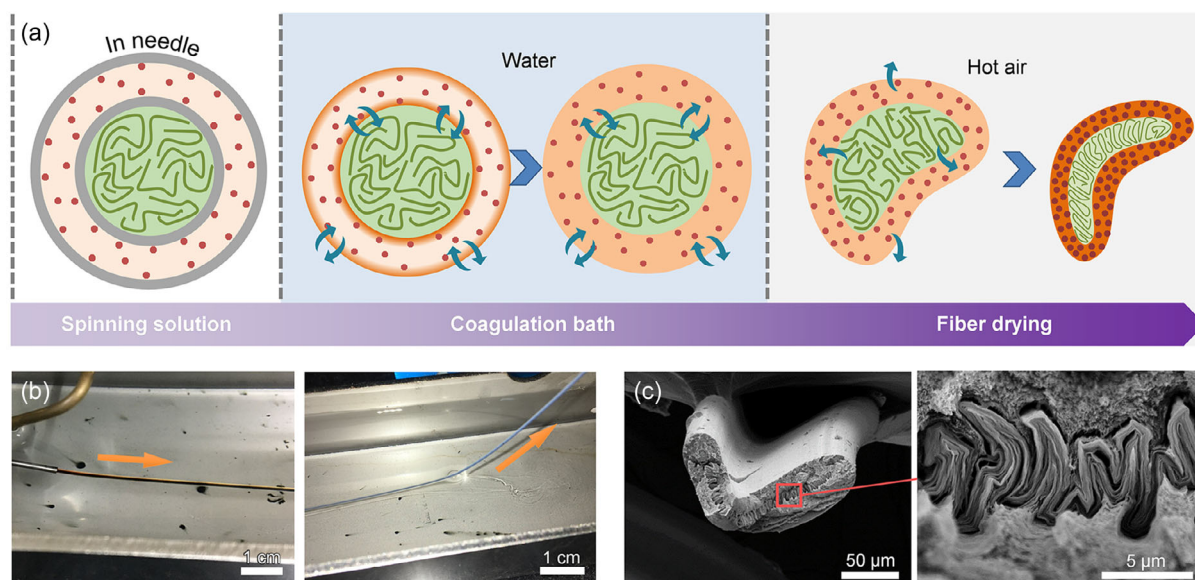 (a)
In needle
Water
Hot air
Spinning solution
Coagulation bath
Fiber drying
(b)
1 cm
1 cm
(c)
50 µm
5 µm